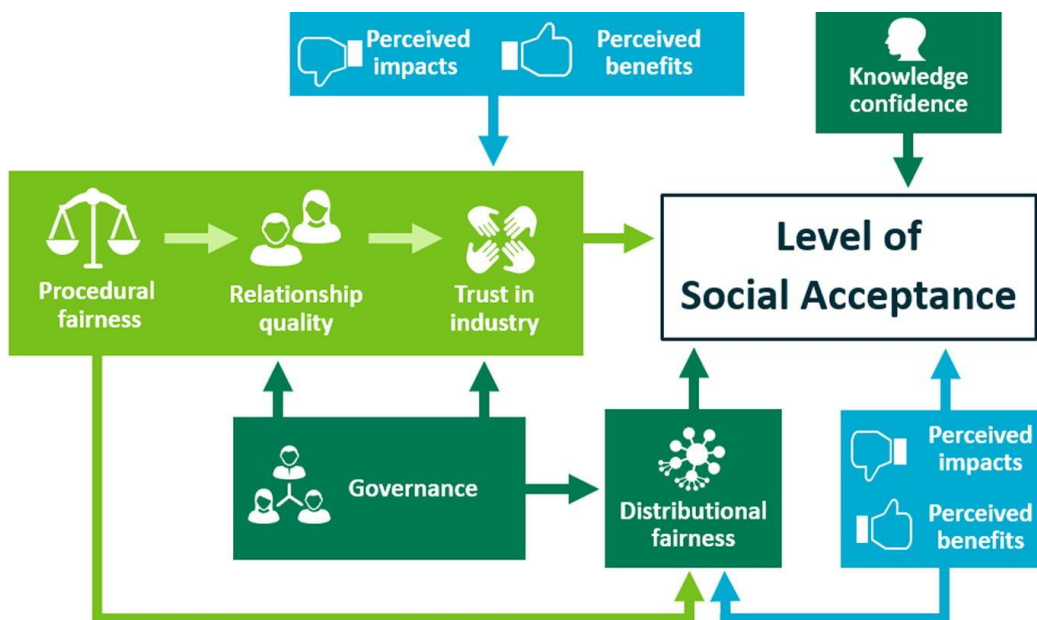 Perceived
impacts
Perceived
benefits
Knowledge
confidence
Procedural
fairness
Relationship
quality
Trust in
industry
Level of
Social Acceptance
Governance
Distributional
fairness
Perceived
impacts
Perceived
benefits